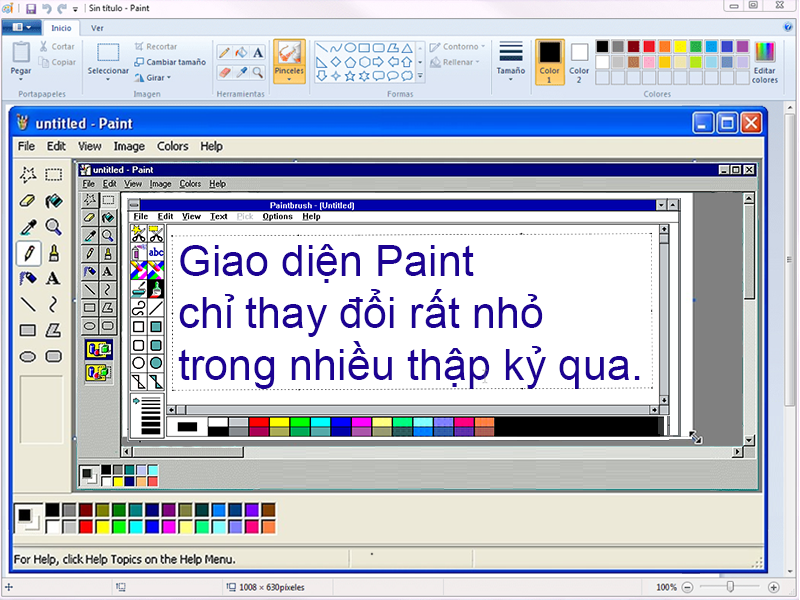 Sin título - Paint
Inicio
Ver
Pegar
Cortar
Copiar
Portapapeles
Seleccionar
Recortar
Cambiar tamaño
Girar
Imagen
A
Herramientas
Pinceles
Contorno
Rellenar
Formas
Tamaño
Color 1
Color 2
Editar colores
Colores
untitled - Paint
File Edit View Image Colors Help
A
untitled - Paint
File Edit View Image Colors Help
A
Paintbrush - [Untitled]
File Edit View Text Pick Options Help
abc
Giao diện Paint
chỉ thay đổi rất nhỏ
trong nhiều thập kỷ qua.
For Help, click Help Topics on the Help Menu.
1008 × 630píxeles
100%